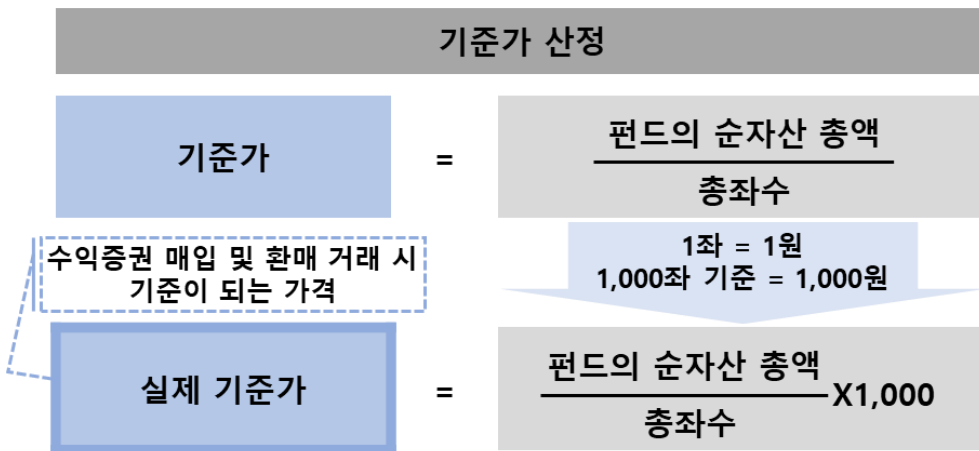 기준가 산정
기준가
=
펀드의 순자산 총액
총좌수
수익증권 매입 및 환매 거래 시
기준이 되는 가격
1좌 = 1원
1,000좌 기준 = 1,000원
실제 기준가
=
펀드의 순자산 총액
총좌수
X1,000